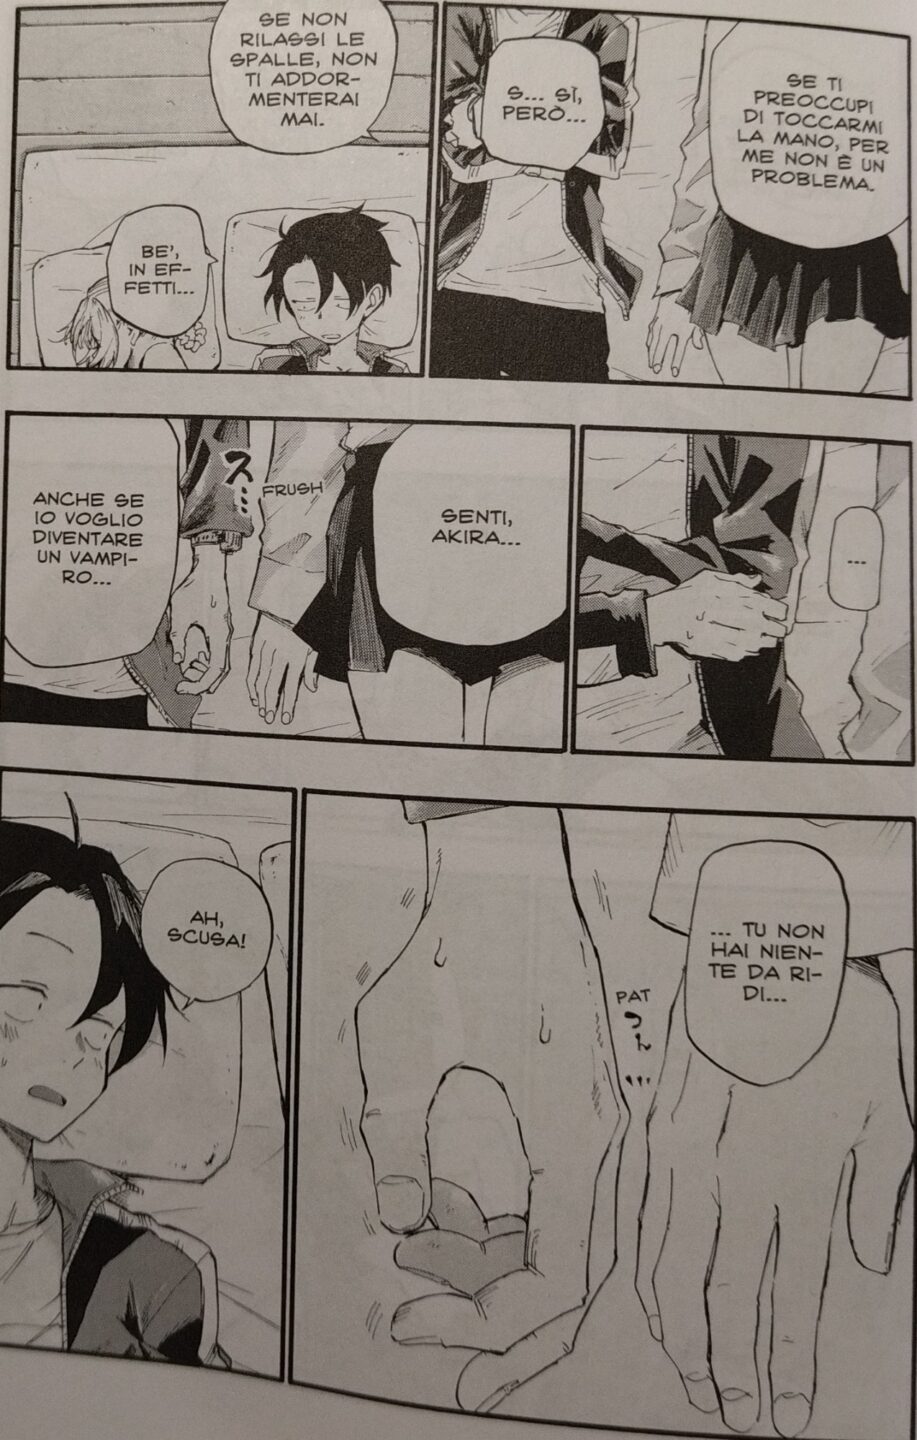 SE TI
PREOCCUPI
DI TOCCARMI
LA MANO, PER
ME NON È UN
PROBLEMA.
S... SÌ,
PERÒ...
SE NON
RILASSI LE
SPALLE, NON
TI ADDOR-
MENTERAI
MAI.
BE',
IN EF-
FETTI...
...
SENTI,
AKIRA...
FRUSH
ス...
ANCHE SE
IO VOGLIO
DIVENTARE
UN VAMPI-
RO...
... TU NON
HAI NIEN-
TE DA RI-
DI...
PAT
つん...
AH,
SCUSA!